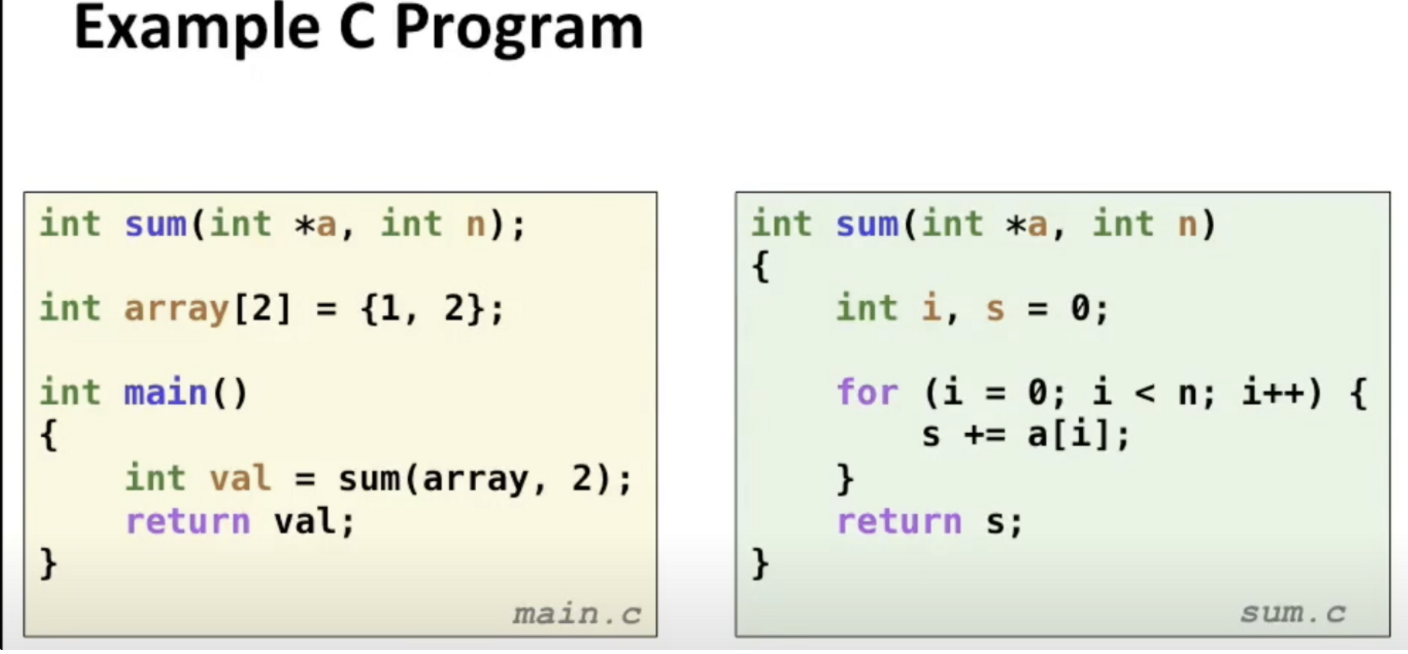 Example C Program
int sum(int *a, int n);
int array[2] = {1, 2};
int main()
{
    int val = sum(array, 2);
    return val;
}
main.c
int sum(int *a, int n)
{
    int i, s = 0;
    for (i = 0; i < n; i++) {
        s += a[i];
    }
    return s;
}
sum.c